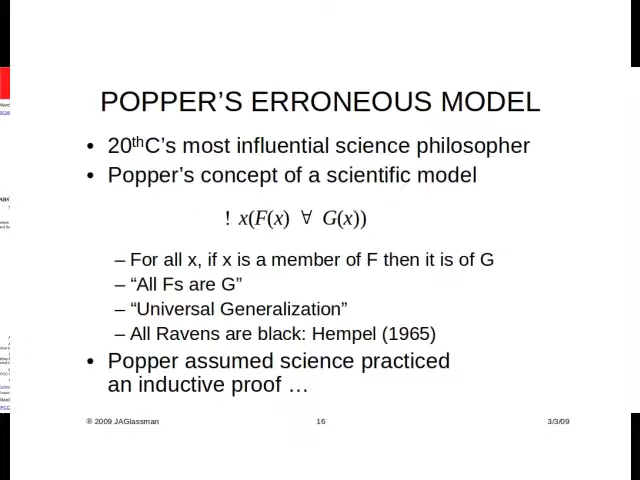 POPPER’S ERRONEOUS MODEL
• 20thC’s most influential science philosopher
• Popper’s concept of a scientific model
! x(F(x) ∀ G(x))
– For all x, if x is a member of F then it is of G
– “All Fs are G”
– “Universal Generalization”
– All Ravens are black: Hempel (1965)
• Popper assumed science practiced
an inductive proof …
® 2009 JAGlassman 16 3/3/09